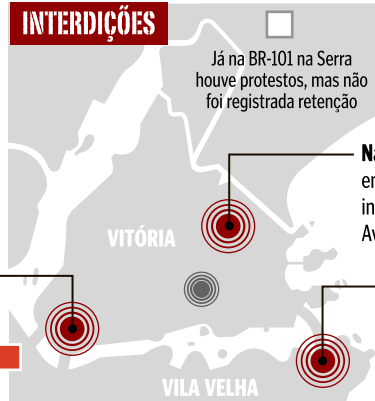 INTERDIÇÕES
Já na BR-101 na Serra
houve protestos, mas não
foi registrada retenção
VITÓRIA
VILA VELHA